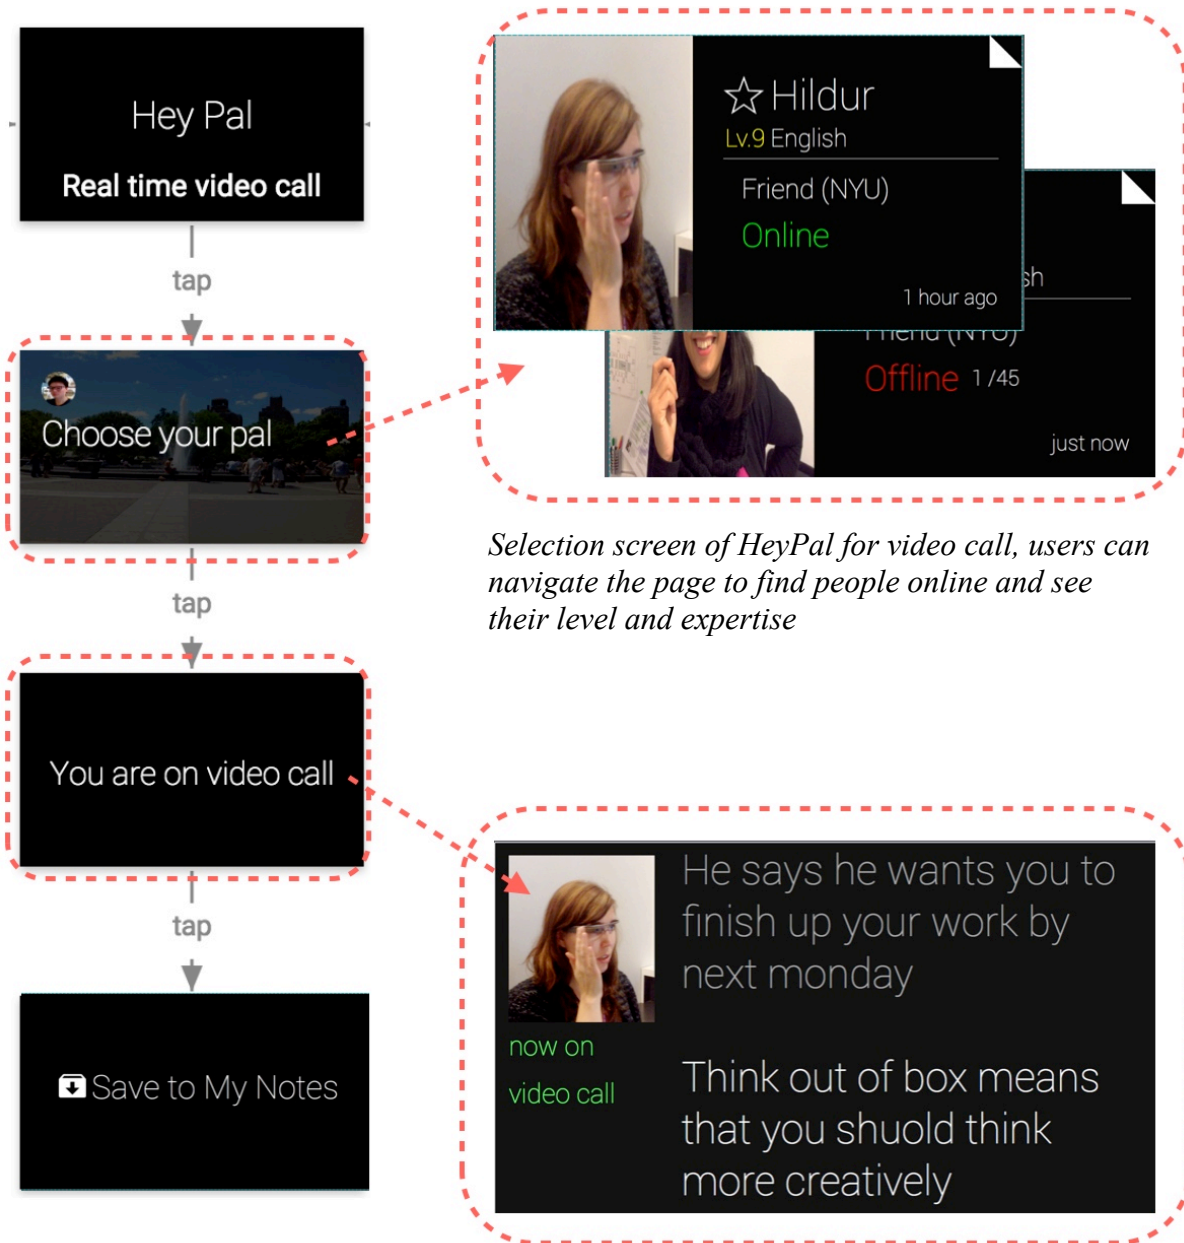 Hey Pal
Real time video call
tap
Choose your pal
tap
You are on video call
tap
Save to My Notes
Hildur
Lv.9 English
Friend (NYU)
Online
1 hour ago
sh
Friend (NYU)
Offline 1 /45
just now
Selection screen of HeyPal for video call, users can
navigate the page to find people online and see
their level and expertise
now on
video call
He says he wants you to
finish up your work by
next monday
Think out of box means
that you shuold think
more creatively